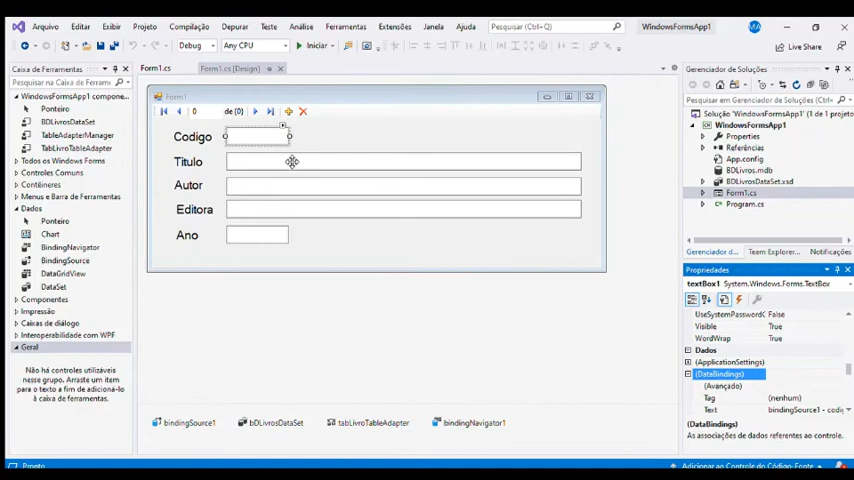 Arquivo Editar Exibir Projeto Compilar Depurar Teste Análise Ferramentas Extensões Janela Ajuda Pesquisar (Ctrl+Q) WindowsFormsApp1 MA
Debug Any CPU Iniciar Live Share
Caixa de Ferramentas
Pesquisar na Caixa de Ferramen
WindowsFormsApp1 compone
Ponteiro
BDLivrosDataSet
TableAdapterManager
TabLivroTableAdapter
Todos os Windows Forms
Controles Comuns
Contêineres
Menus e Barra de Ferramentas
Dados
Ponteiro
Chart
BindingNavigator
BindingSource
DataGridView
DataSet
Componentes
Impressão
Caixas de diálogo
Interoperabilidade com WPF
Geral
Não há controles utilizáveis
nesse grupo. Arraste um item
para o texto a fim de adicioná-lo
à caixa de ferramentas.
Form1.cs Form1.cs [Design]
Form1
0 de {0}
Codigo
Titulo
Autor
Editora
Ano
bindingSource1 bDLivrosDataSet tabLivroTableAdapter bindingNavigator1
Gerenciador de Soluções
Pesquisar em Gerenciador de Soluções
Solução 'WindowsFormsApp1' (1 de 1 proje
WindowsFormsApp1
Properties
Referências
App.config
BDLivros.mdb
BDLivrosDataSet.xsd
Form1.cs
Program.cs
Gerenciador d... Team Explorer... Notificações
Propriedades
textBox1 System.Windows.Forms.TextBox
UseSystemPassword False
Visible True
WordWrap True
Dados
(ApplicationSettings)
(DataBindings)
(Avançado)
Tag (nenhum)
Text bindingSource1 - codig
(DataBindings)
As associações de dados referentes ao controle.
Pronto Adicionar ao Controle do Código-Fonte